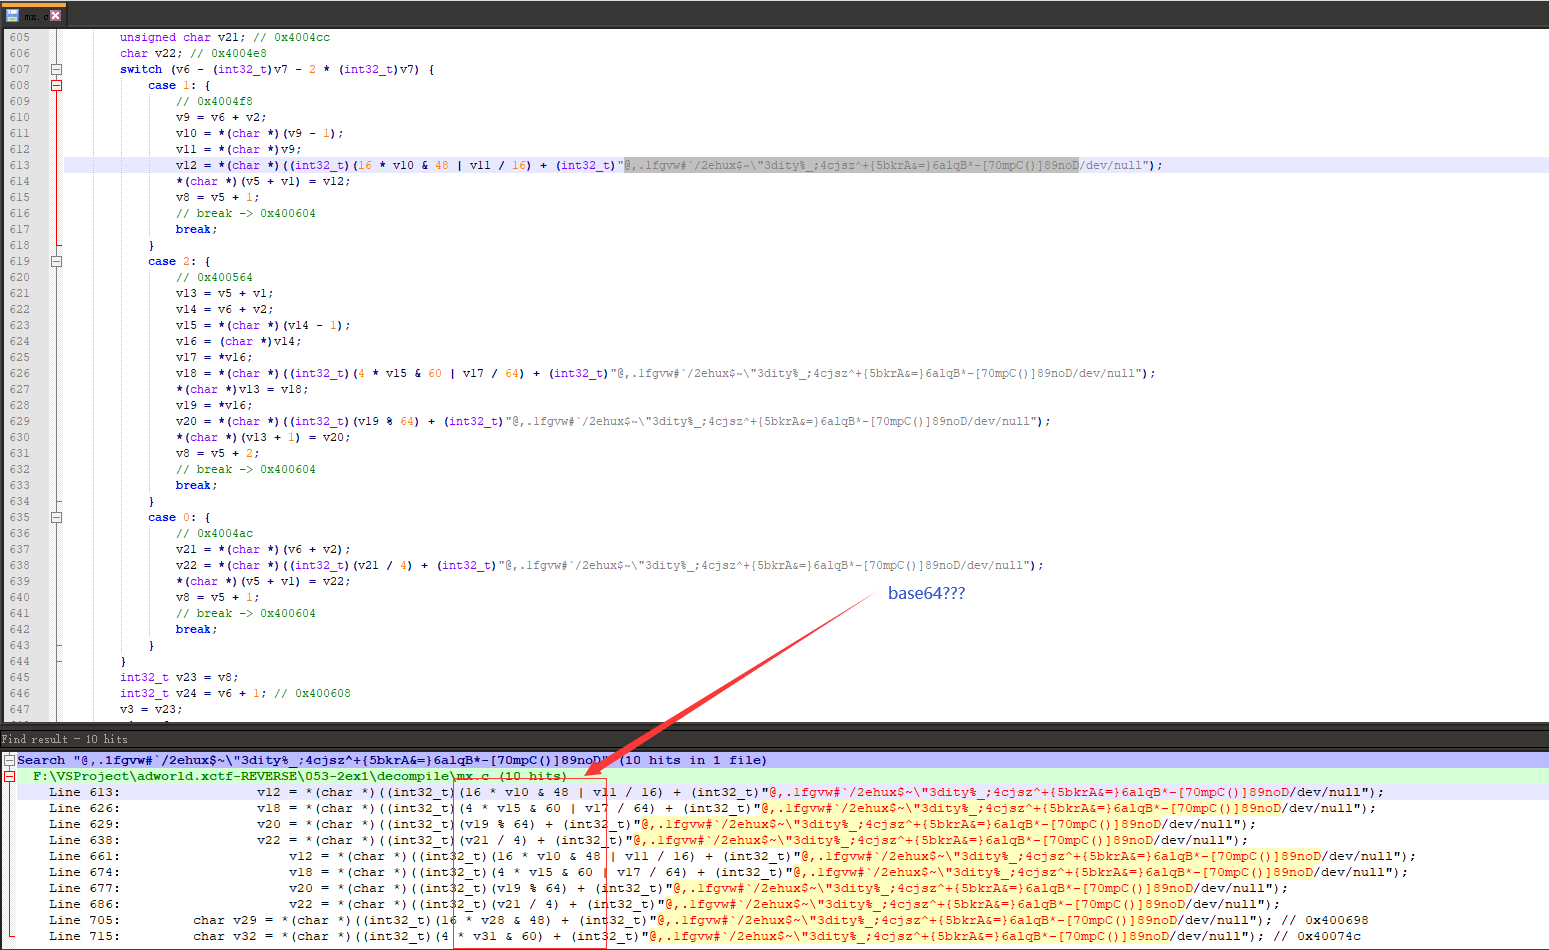 mx.c
605 unsigned char v21; // 0x4004cc
606 char v22; // 0x4004e8
607 switch (v6 - (int32_t)v7 - 2 * (int32_t)v7) {
608 case 1: {
609 // 0x4004f8
610 v9 = v6 + v2;
611 v10 = *(char *)(v9 - 1);
612 v11 = *(char *)v9;
613 v12 = *(char *)((int32_t)(16 * v10 & 48 | v11 / 16) + (int32_t)"@,.1fgvw#`/2ehux$~\"3dity%_;4cjsz^+{5bkrA&=}6alqB*-[70mpC()]89noD/dev/null");
614 *(char *)(v5 + v1) = v12;
615 v8 = v5 + 1;
616 // break -> 0x400604
617 break;
618 }
619 case 2: {
620 // 0x400564
621 v13 = v5 + v1;
622 v14 = v6 + v2;
623 v15 = *(char *)(v14 - 1);
624 v16 = (char *)v14;
625 v17 = *v16;
626 v18 = *(char *)((int32_t)(4 * v15 & 60 | v17 / 64) + (int32_t)"@,.1fgvw#`/2ehux$~\"3dity%_;4cjsz^+{5bkrA&=}6alqB*-[70mpC()]89noD/dev/null");
627 *(char *)v13 = v18;
628 v19 = *v16;
629 v20 = *(char *)((int32_t)(v19 % 64) + (int32_t)"@,.1fgvw#`/2ehux$~\"3dity%_;4cjsz^+{5bkrA&=}6alqB*-[70mpC()]89noD/dev/null");
630 *(char *)(v13 + 1) = v20;
631 v8 = v5 + 2;
632 // break -> 0x400604
633 break;
634 }
635 case 0: {
636 // 0x4004ac
637 v21 = *(char *)(v6 + v2);
638 v22 = *(char *)((int32_t)(v21 / 4) + (int32_t)"@,.1fgvw#`/2ehux$~\"3dity%_;4cjsz^+{5bkrA&=}6alqB*-[70mpC()]89noD/dev/null");
639 *(char *)(v5 + v1) = v22;
640 v8 = v5 + 1;
641 // break -> 0x400604
642 break;
643 }
644 }
645 int32_t v23 = v8;
646 int32_t v24 = v6 + 1; // 0x400608
647 v3 = v23;
base64???
Find result - 10 hits
Search "@,.1fgvw#`/2ehux$~\"3dity%_;4cjsz^+{5bkrA&=}6alqB*-[70mpC()]89noD" (10 hits in 1 file)
F:\VSProject\adworld.xctf-REVERSE\053-2ex1\decompile\mx.c (10 hits)
Line 613: v12 = *(char *)((int32_t)(16 * v10 & 48 | v11 / 16) + (int32_t)"@,.1fgvw#`/2ehux$~\"3dity%_;4cjsz^+{5bkrA&=}6alqB*-[70mpC()]89noD/dev/null");
Line 626: v18 = *(char *)((int32_t)(4 * v15 & 60 | v17 / 64) + (int32_t)"@,.1fgvw#`/2ehux$~\"3dity%_;4cjsz^+{5bkrA&=}6alqB*-[70mpC()]89noD/dev/null");
Line 629: v20 = *(char *)((int32_t)(v19 % 64) + (int32_t)"@,.1fgvw#`/2ehux$~\"3dity%_;4cjsz^+{5bkrA&=}6alqB*-[70mpC()]89noD/dev/null");
Line 638: v22 = *(char *)((int32_t)(v21 / 4) + (int32_t)"@,.1fgvw#`/2ehux$~\"3dity%_;4cjsz^+{5bkrA&=}6alqB*-[70mpC()]89noD/dev/null");
Line 661: v12 = *(char *)((int32_t)(16 * v10 & 48 | v11 / 16) + (int32_t)"@,.1fgvw#`/2ehux$~\"3dity%_;4cjsz^+{5bkrA&=}6alqB*-[70mpC()]89noD/dev/null");
Line 674: v18 = *(char *)((int32_t)(4 * v15 & 60 | v17 / 64) + (int32_t)"@,.1fgvw#`/2ehux$~\"3dity%_;4cjsz^+{5bkrA&=}6alqB*-[70mpC()]89noD/dev/null");
Line 677: v20 = *(char *)((int32_t)(v19 % 64) + (int32_t)"@,.1fgvw#`/2ehux$~\"3dity%_;4cjsz^+{5bkrA&=}6alqB*-[70mpC()]89noD/dev/null");
Line 686: v22 = *(char *)((int32_t)(v21 / 4) + (int32_t)"@,.1fgvw#`/2ehux$~\"3dity%_;4cjsz^+{5bkrA&=}6alqB*-[70mpC()]89noD/dev/null");
Line 705: char v29 = *(char *)((int32_t)(16 * v28 & 48) + (int32_t)"@,.1fgvw#`/2ehux$~\"3dity%_;4cjsz^+{5bkrA&=}6alqB*-[70mpC()]89noD/dev/null"); // 0x400698
Line 715: char v32 = *(char *)((int32_t)(4 * v31 & 60) + (int32_t)"@,.1fgvw#`/2ehux$~\"3dity%_;4cjsz^+{5bkrA&=}6alqB*-[70mpC()]89noD/dev/null"); // 0x40074c